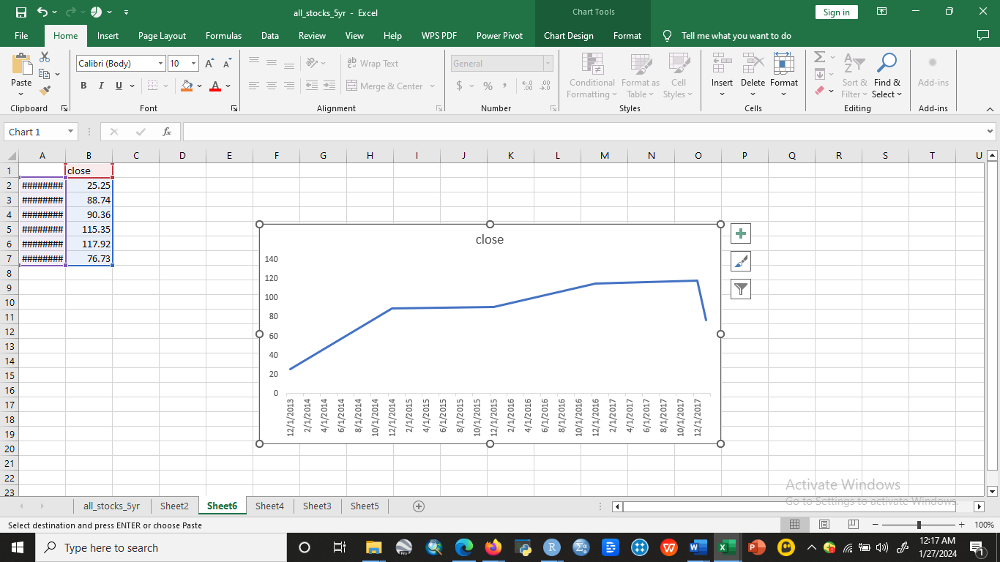 all_stocks_5yr - Excel
Chart Tools
Sign in
File Home Insert Page Layout Formulas Data Review View Help WPS PDF Power Pivot Chart Design Format Tell me what you want to do
Paste
Clipboard
Calibri (Body) 10
B I U A
Font
ab Wrap Text
Merge & Center
Alignment
General
$ % ,
Number
Conditional Formatting
Format as Table
Cell Styles
Styles
Insert Delete Format
Cells
Sort & Filter
Find & Select
Editing
Add-ins
Add-ins
Chart 1 fx
A B C D E F G H I J K L M N O P Q R S T U
1 close
2 ######## 25.25
3 ######## 88.74
4 ######## 90.36
5 ######## 115.35
6 ######## 117.92
7 ######## 76.73
8
9
10
11
12
13
14
15
16
17
18
19
20
21
22
23
close
140
120
100
80
60
40
20
0
12/1/2013 2/1/2014 4/1/2014 6/1/2014 8/1/2014 10/1/2014 12/1/2014 2/1/2015 4/1/2015 6/1/2015 8/1/2015 10/1/2015 12/1/2015 2/1/2016 4/1/2016 6/1/2016 8/1/2016 10/1/2016 12/1/2016 2/1/2017 4/1/2017 6/1/2017 8/1/2017 10/1/2017 12/1/2017
Activate Windows
Go to Settings to activate Windows.
all_stocks_5yr Sheet2 Sheet6 Sheet4 Sheet3 Sheet5
Select destination and press ENTER or choose Paste
100%
Type here to search
12:17 AM
1/27/2024
1